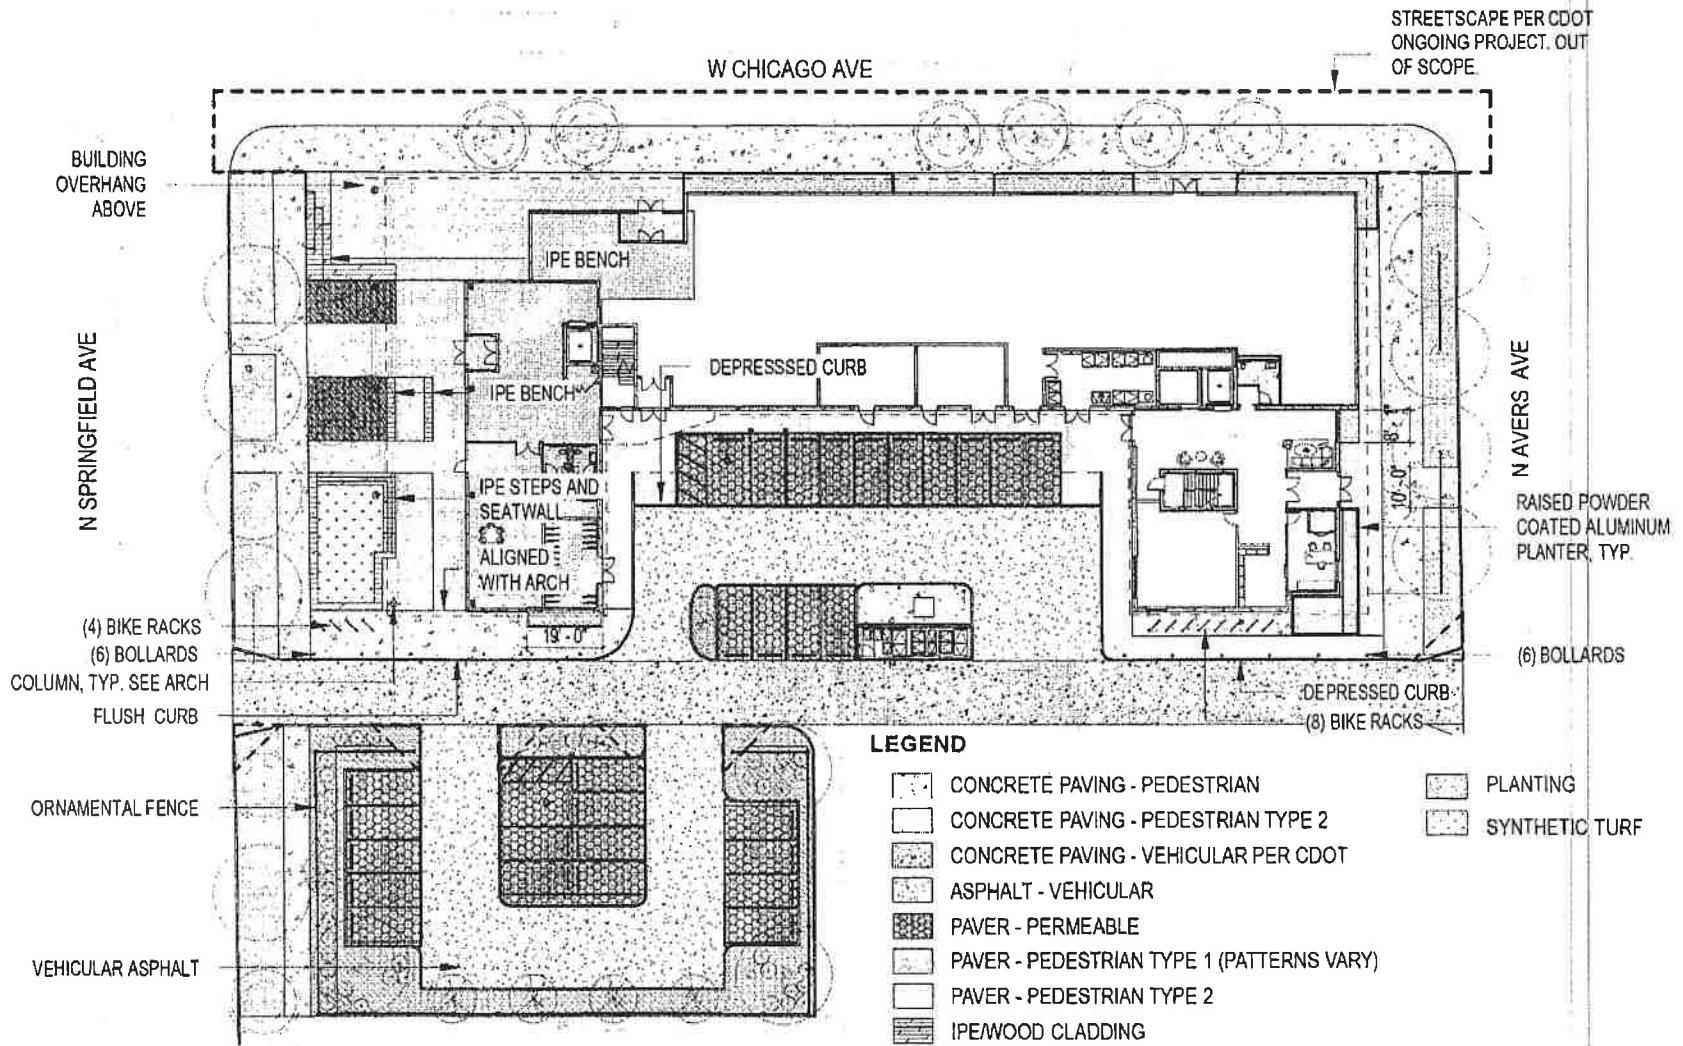 STREETSCAPE PER CDOT
ONGOING PROJECT. OUT
OF SCOPE.
W CHICAGO AVE
BUILDING
OVERHANG
ABOVE
IPE BENCH
N SPRINGFIELD AVE
DEPRESSSED CURB
IPE BENCH
N AVERS AVE
8'-
10'-0"
IPE STEPS AND
SEATWALL
ALIGNED
WITH ARCH
RAISED POWDER
COATED ALUMINUM
PLANTER, TYP.
(4) BIKE RACKS
19'-0"
(6) BOLLARDS
(6) BOLLARDS
COLUMN, TYP. SEE ARCH
DEPRESSED CURB
FLUSH CURB
(8) BIKE RACKS
LEGEND
CONCRETE PAVING - PEDESTRIAN
PLANTING
ORNAMENTAL FENCE
CONCRETE PAVING - PEDESTRIAN TYPE 2
SYNTHETIC TURF
CONCRETE PAVING - VEHICULAR PER CDOT
ASPHALT - VEHICULAR
PAVER - PERMEABLE
VEHICULAR ASPHALT
PAVER - PEDESTRIAN TYPE 1 (PATTERNS VARY)
PAVER - PEDESTRIAN TYPE 2
IPE/WOOD CLADDING